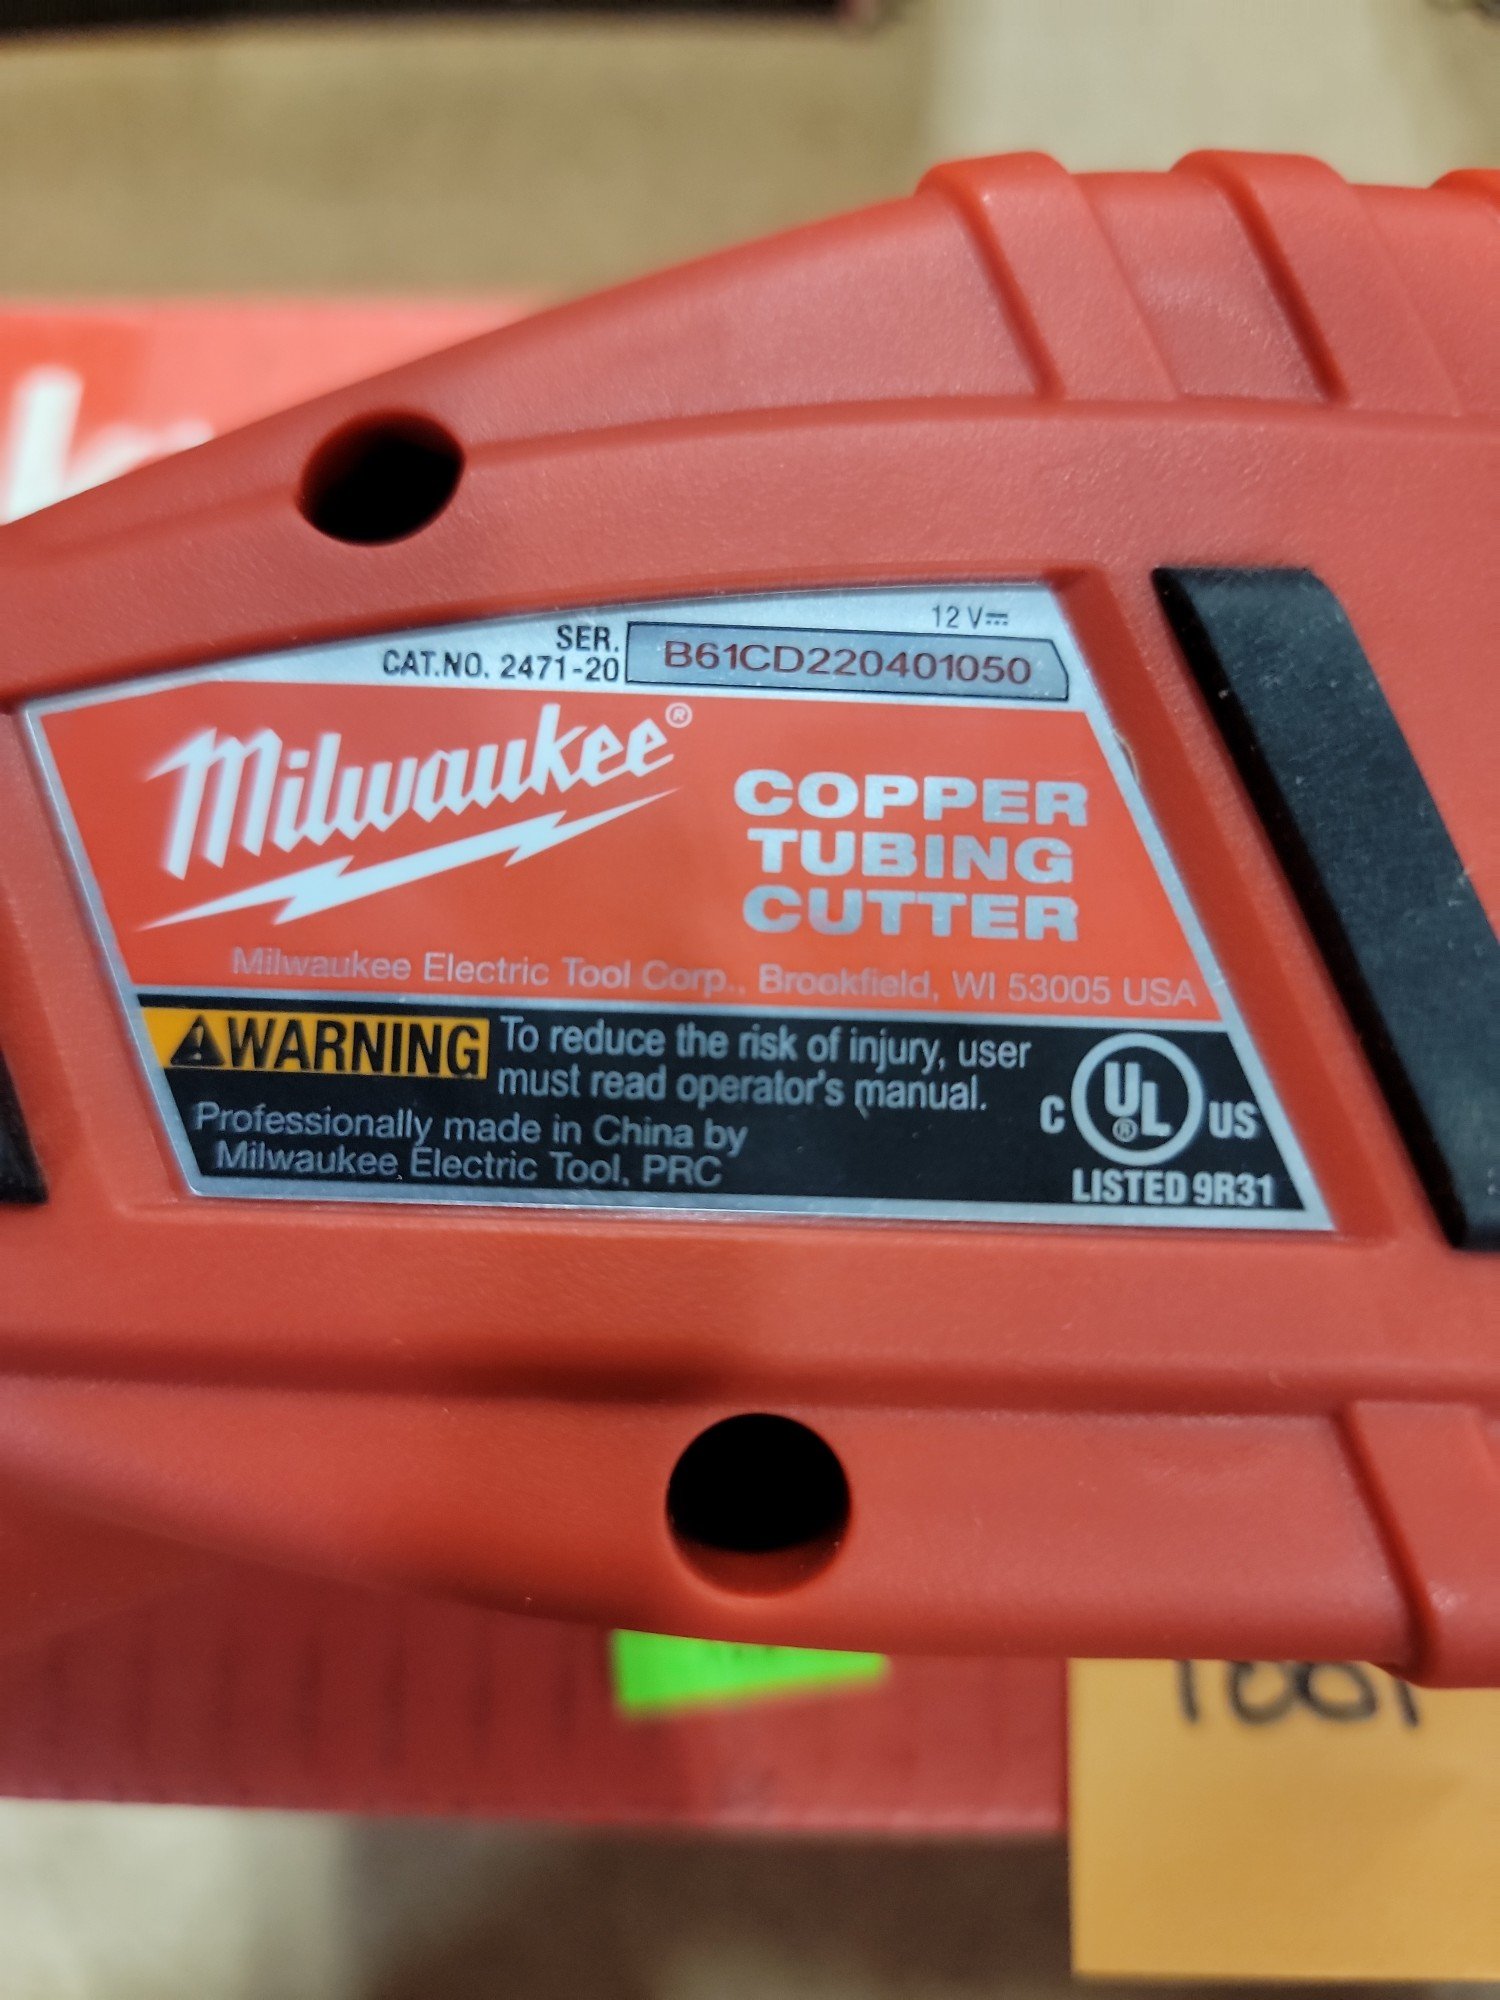 12 V
SER. B61CD220401050
CAT.NO. 2471-20
Milwaukee®
COPPER
TUBING
CUTTER
Milwaukee Electric Tool Corp., Brookfield, WI 53005 USA
WARNING To reduce the risk of injury, user
must read operator's manual.
Professionally made in China by
Milwaukee Electric Tool, PRC
C UL® US
LISTED 9R31